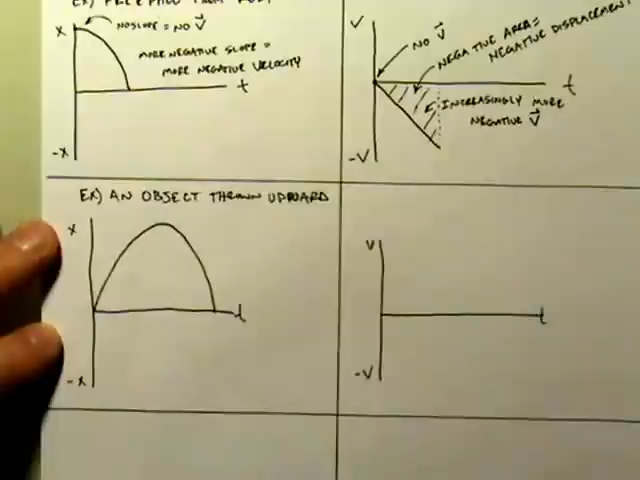 X
NO SLOPE = NO V
MORE NEGATIVE SLOPE =
MORE NEGATIVE VELOCITY
t
-X
V
NO V
NEGATIVE AREA =
NEGATIVE DISPLACEMENT
t
INCREASINGLY MORE
NEGATIVE V
-V
EX) AN OBJECT THROWN UPWARD
X
t
-X
V
t
-V